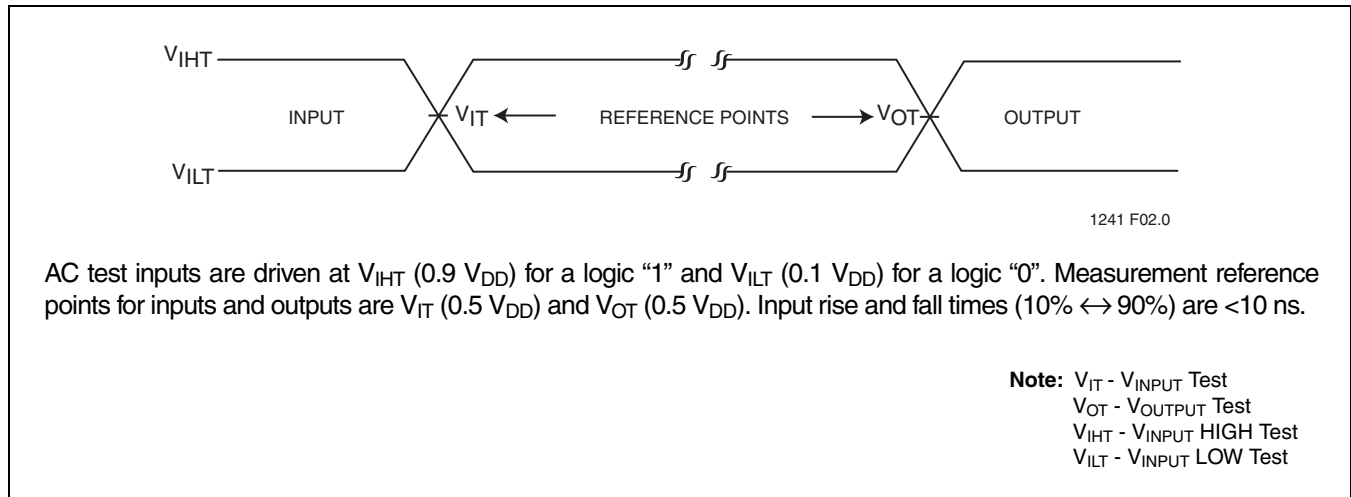 VIHT
INPUT VIT REFERENCE POINTS VOT OUTPUT
VILT
1241 F02.0
AC test inputs are driven at VIHT (0.9 VDD) for a logic “1” and VILT (0.1 VDD) for a logic “0”. Measurement reference
points for inputs and outputs are VIT (0.5 VDD) and VOT (0.5 VDD). Input rise and fall times (10% ↔ 90%) are <10 ns.
Note: VIT - VINPUT Test
VOT - VOUTPUT Test
VIHT - VINPUT HIGH Test
VILT - VINPUT LOW Test